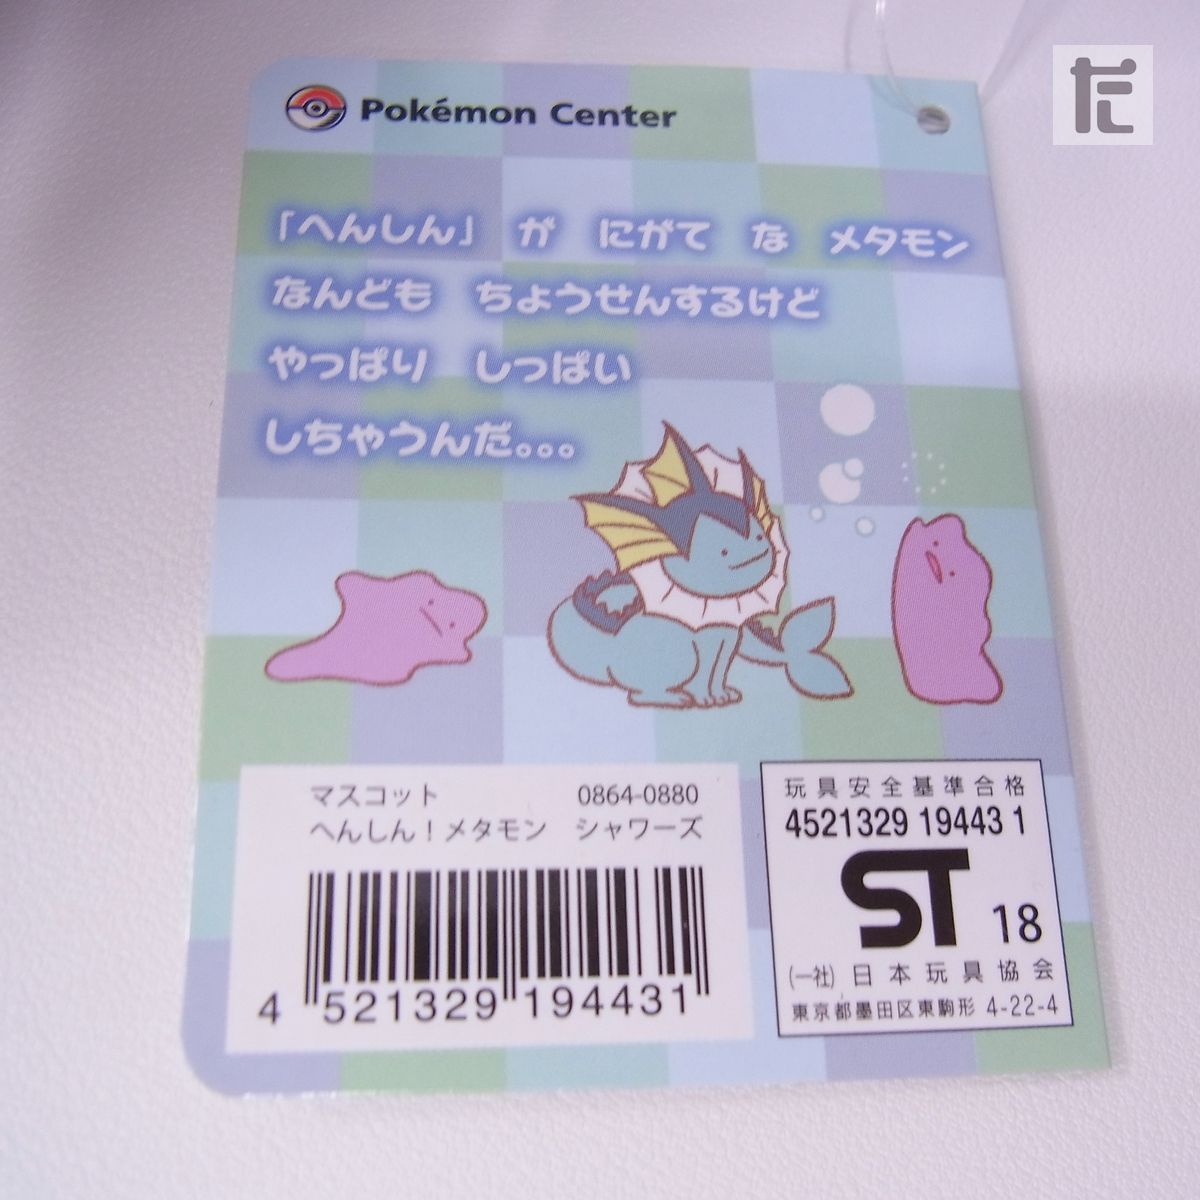 Pokémon Center
「へんしん」 が にがて な メタモン
なんども ちょうせんするけど
やっぱり しっぱい
しちゃうんだ。。。
マスコット 0864-0880
へんしん！メタモン シャワーズ
4 521329 194431
玩具安全基準合格
4521329 19443 1
ST 18
(一社) 日本玩具協会
東京都墨田区東駒形 4-22-4